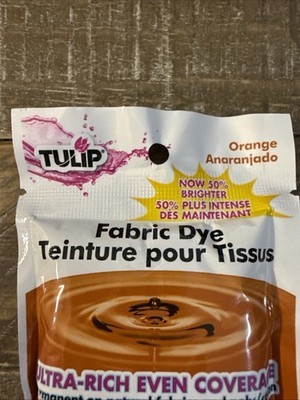 TULIP
Orange
Anaranjado
NOW 50%
BRIGHTER
50% PLUS INTENSE
DÈS MAINTENANT
Fabric Dye
Teinture pour Tissus
ULTRA-RICH EVEN COVERAGE